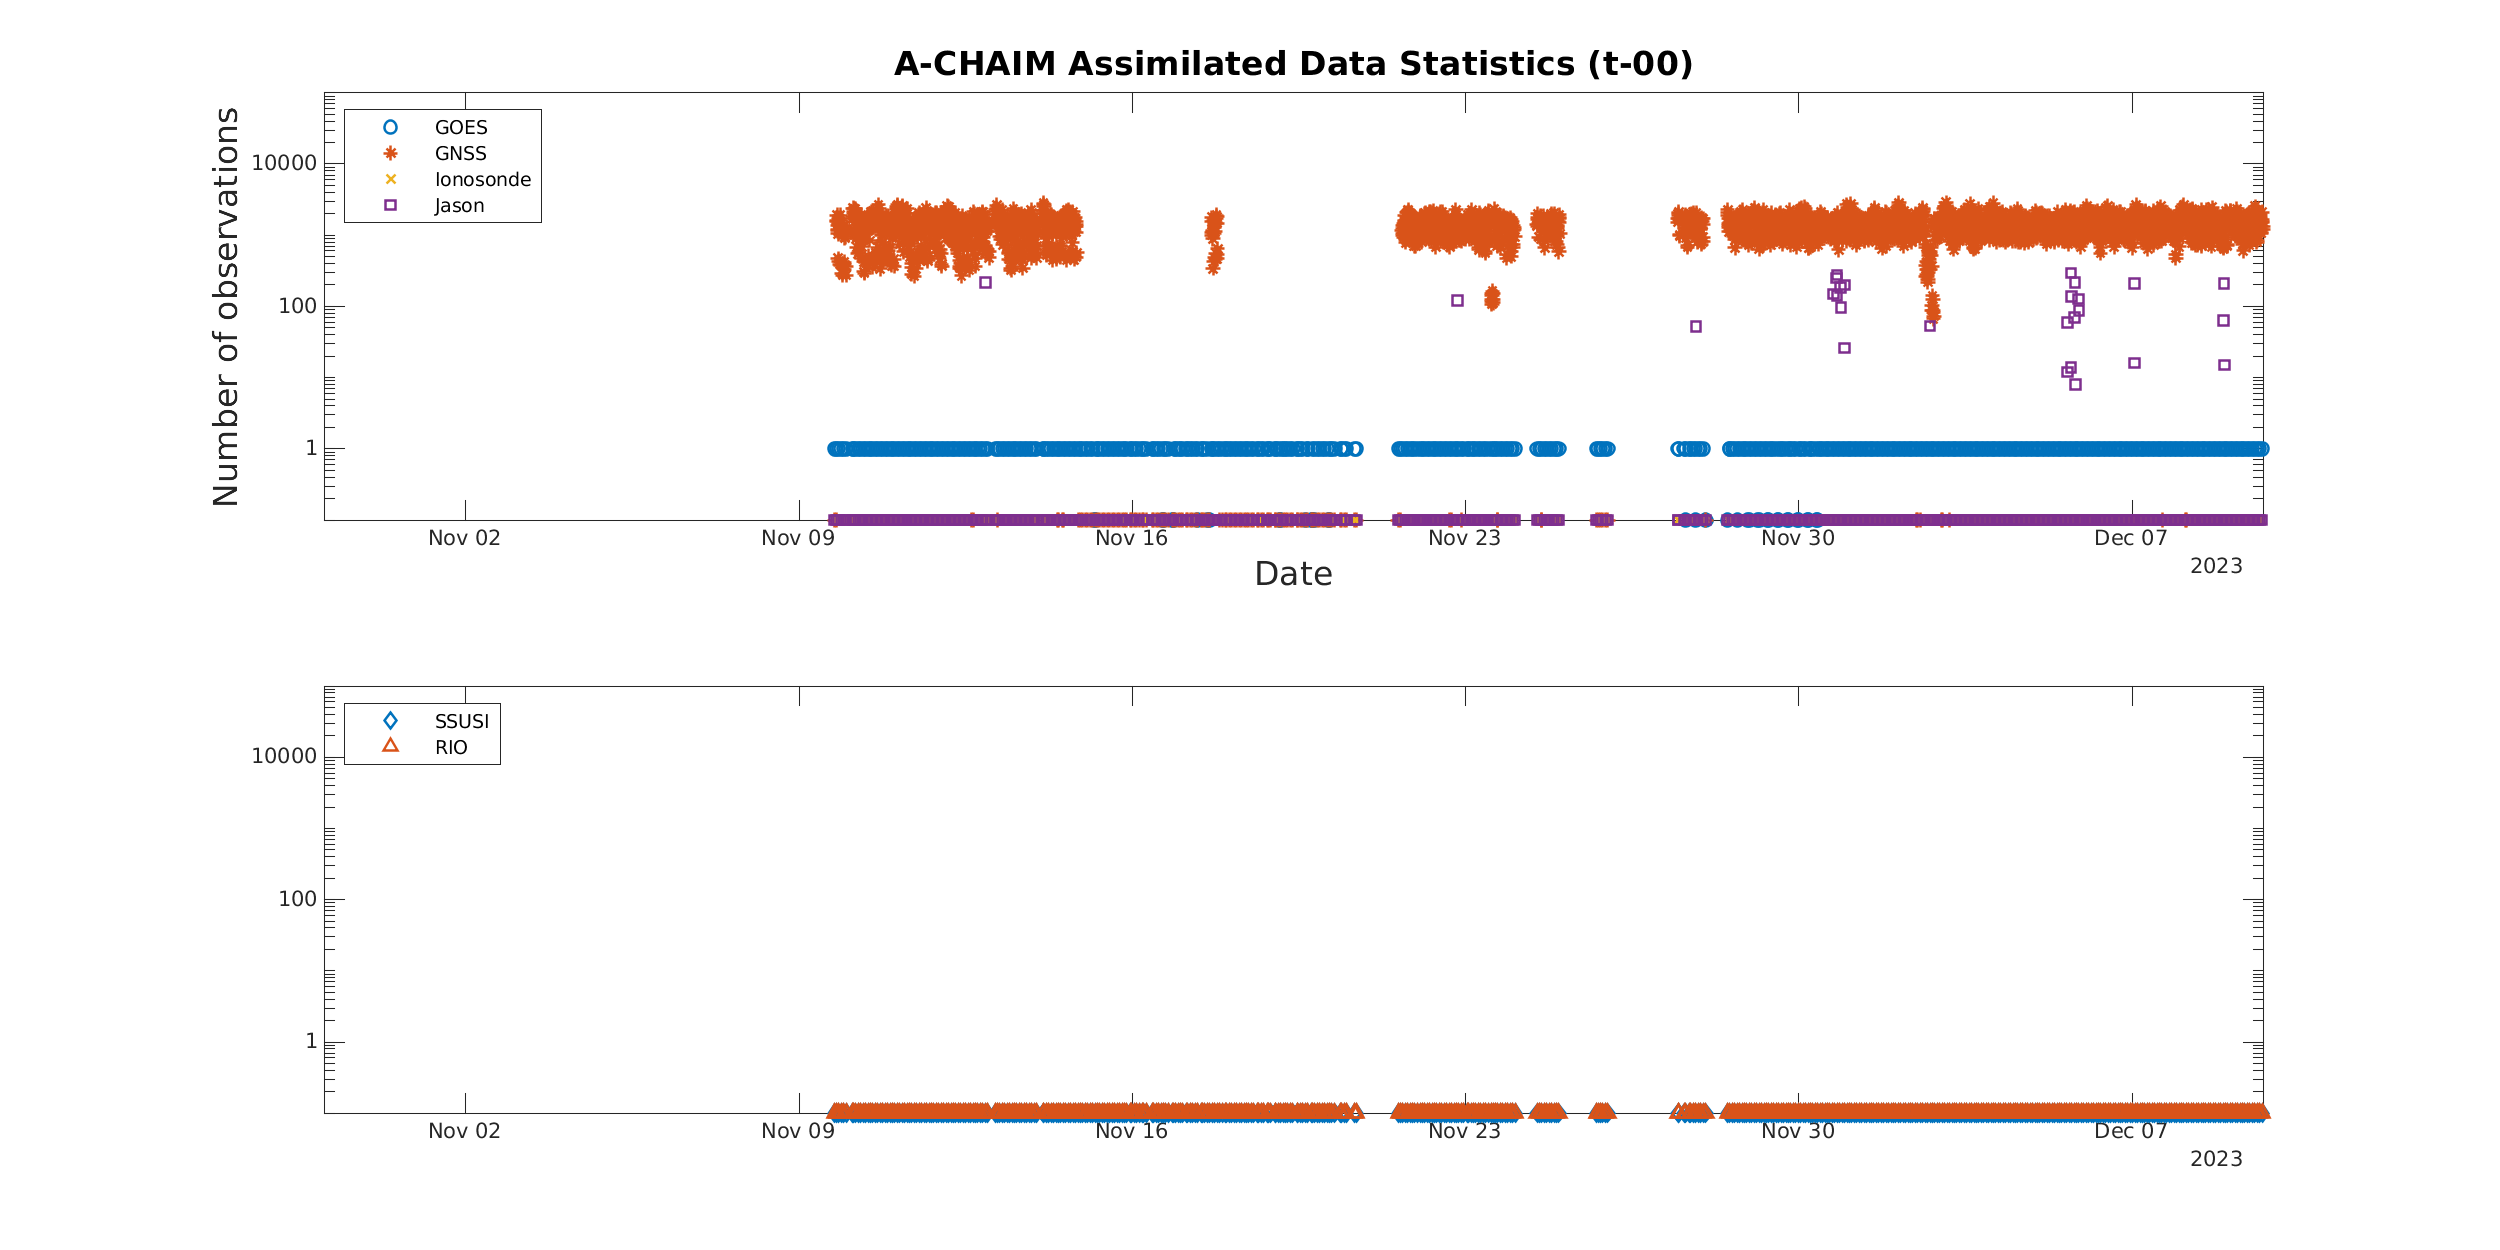 A-CHAIM Assimilated Data Statistics (t-00)
Number of observations
GOES
GNSS
Ionosonde
Jason
10000
100
1
Nov 02
Nov 09
Nov 16
Nov 23
Nov 30
Dec 07
2023
Date
SSUSI
RIO
10000
100
1
Nov 02
Nov 09
Nov 16
Nov 23
Nov 30
Dec 07
2023